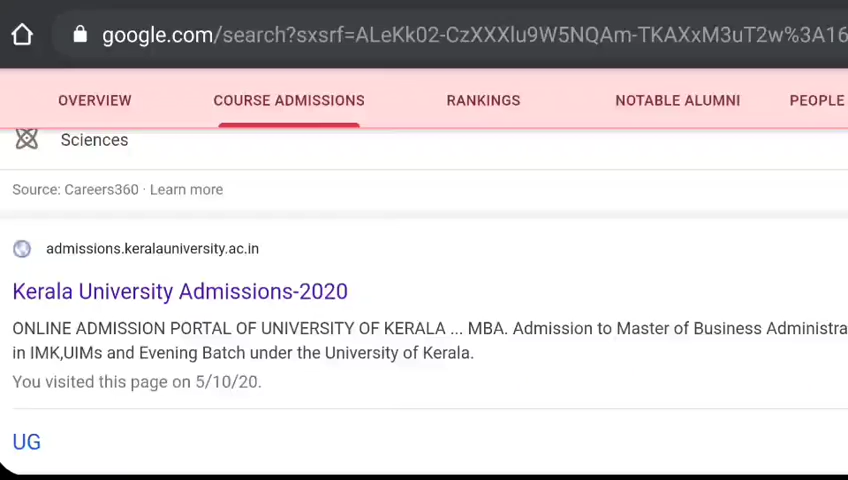 google.com/search?sxsrf=ALeKk02-CzXXXlu9W5NQAm-TKAXxM3uT2w%3A16
OVERVIEW COURSE ADMISSIONS RANKINGS NOTABLE ALUMNI PEOPLE
Sciences
Source: Careers360 · Learn more
admissions.keralauniversity.ac.in
Kerala University Admissions-2020
ONLINE ADMISSION PORTAL OF UNIVERSITY OF KERALA ... MBA. Admission to Master of Business Administra
in IMK,UIMs and Evening Batch under the University of Kerala.
You visited this page on 5/10/20.
UG